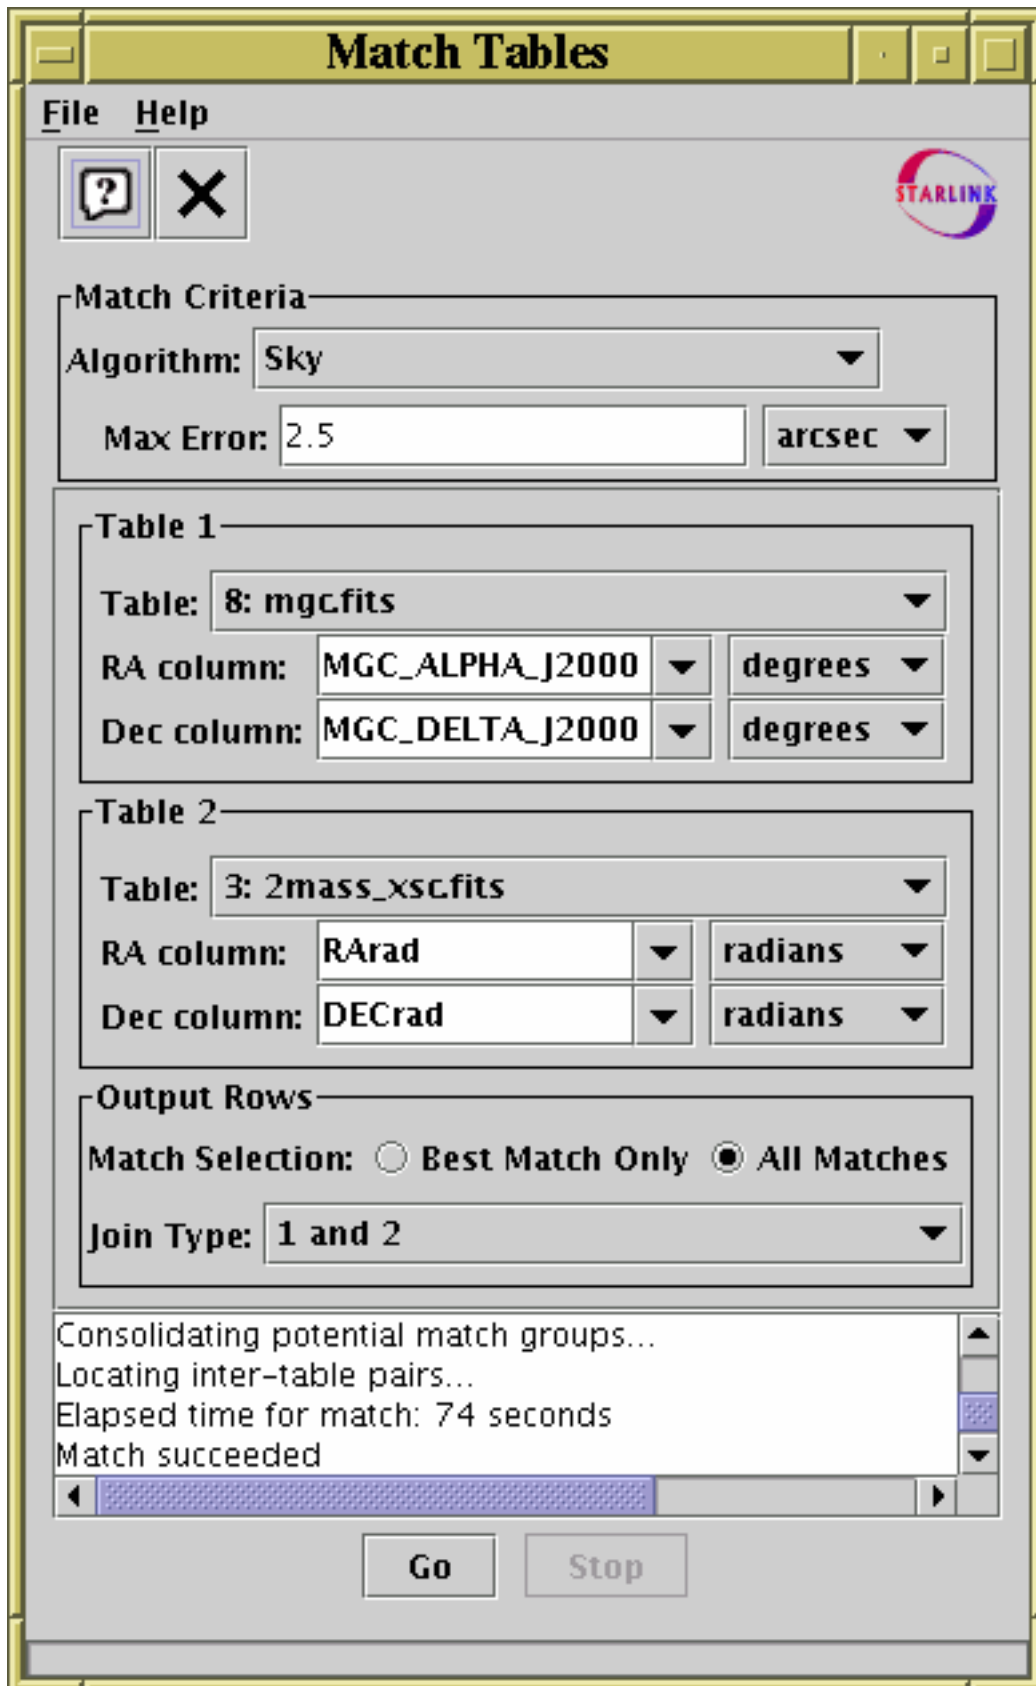 Match Tables
File Help
?
STARLINK
Match Criteria
Algorithm: Sky
Max Error: 2.5 arcsec
Table 1
Table: 8: mgc.fits
RA column: MGC_ALPHA_J2000 degrees
Dec column: MGC_DELTA_J2000 degrees
Table 2
Table: 3: 2mass_xsc.fits
RA column: RArad radians
Dec column: DECrad radians
Output Rows
Match Selection: Best Match Only All Matches
Join Type: 1 and 2
Consolidating potential match groups...
Locating inter-table pairs...
Elapsed time for match: 74 seconds
Match succeeded
Go Stop